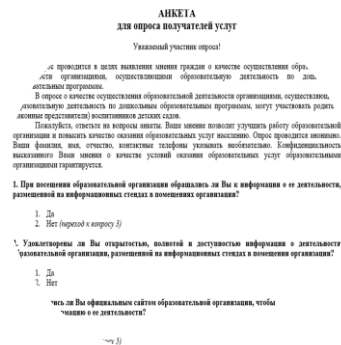 АНКЕТА
для опроса получателей услуг
Уважаемый участник опроса!
проводится в целях выявления мнения граждан о качестве осуществления
организациями, осуществляющими образовательную деятельность по
программам.
В опросе о качестве осуществления образовательной деятельности организациями,
деятельность по дошкольным образовательным программам, могут участвовать
представители) воспитанников детских садов.
Пожалуйста, ответьте на вопросы анкеты. Ваше мнение позволит улучшить работу образовательной
организации и повысить качество оказания образовательных услуг населению. Опрос проводится анонимно.
Ваши фамилия, имя, отчество, контактные телефоны указывать необязательно. Конфиденциальность
высказанного Вами мнения о качестве условий оказания образовательных услуг образовательными
организациями гарантируется.
1. При посещении образовательной организации обращались ли Вы к информации о ее деятельности,
размещенной на информационных стендах в помещениях организации?
1. Да
2. Нет (переход к вопросу 3)
Удовлетворены ли Вы открытостью, полнотой и доступностью информации о деятельности
организации, размещенной на информационных стендах в помещении организации?
1. Да
2. Нет
ли Вы официальным сайтом образовательной организации, чтобы
о ее деятельности?
5)